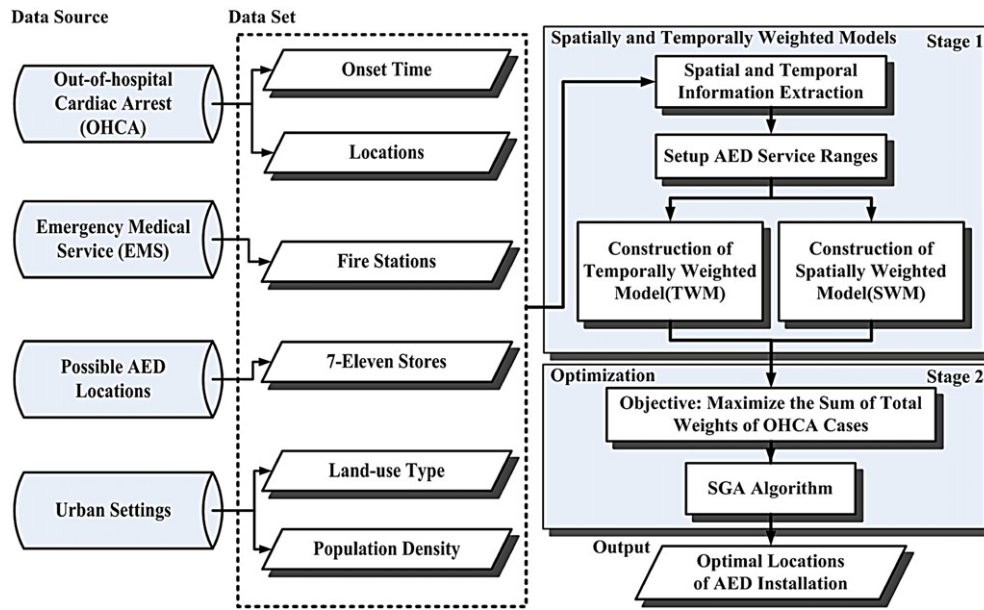 Data Source
Data Set
Out-of-hospital
Cardiac Arrest
(OHCA)
Emergency Medical
Service (EMS)
Possible AED
Locations
Urban Settings
Onset Time
Locations
Fire Stations
7-Eleven Stores
Land-use Type
Population Density
Spatially and Temporally Weighted Models
Stage 1
Spatial and Temporal
Information Extraction
Setup AED Service Ranges
Construction of
Temporally Weighted
Model(TWM)
Construction of
Spatially Weighted
Model(SWM)
Optimization
Stage 2
Objective: Maximize the Sum of Total
Weights of OHCA Cases
SGA Algorithm
Output
Optimal Locations
of AED Installation